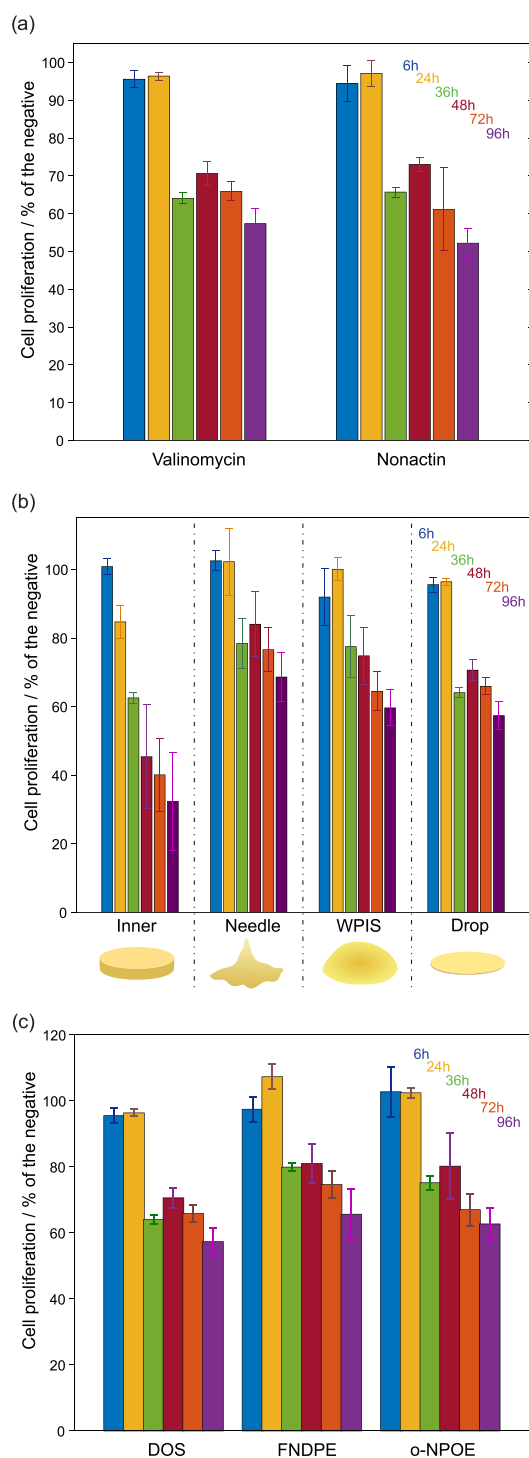 (a)
Cell proliferation / % of the negative
100
90
80
70
60
50
40
30
20
10
0
6h
24h
36h
48h
72h
96h
Valinomycin
Nonactin
(b)
Cell proliferation / % of the negative
100
80
60
40
20
0
6h
24h
36h
48h
72h
96h
Inner
Needle
WPIS
Drop
(c)
Cell proliferation / % of the negative
120
100
80
60
40
20
0
6h
24h
36h
48h
72h
96h
DOS
FNDPE
o-NPOE